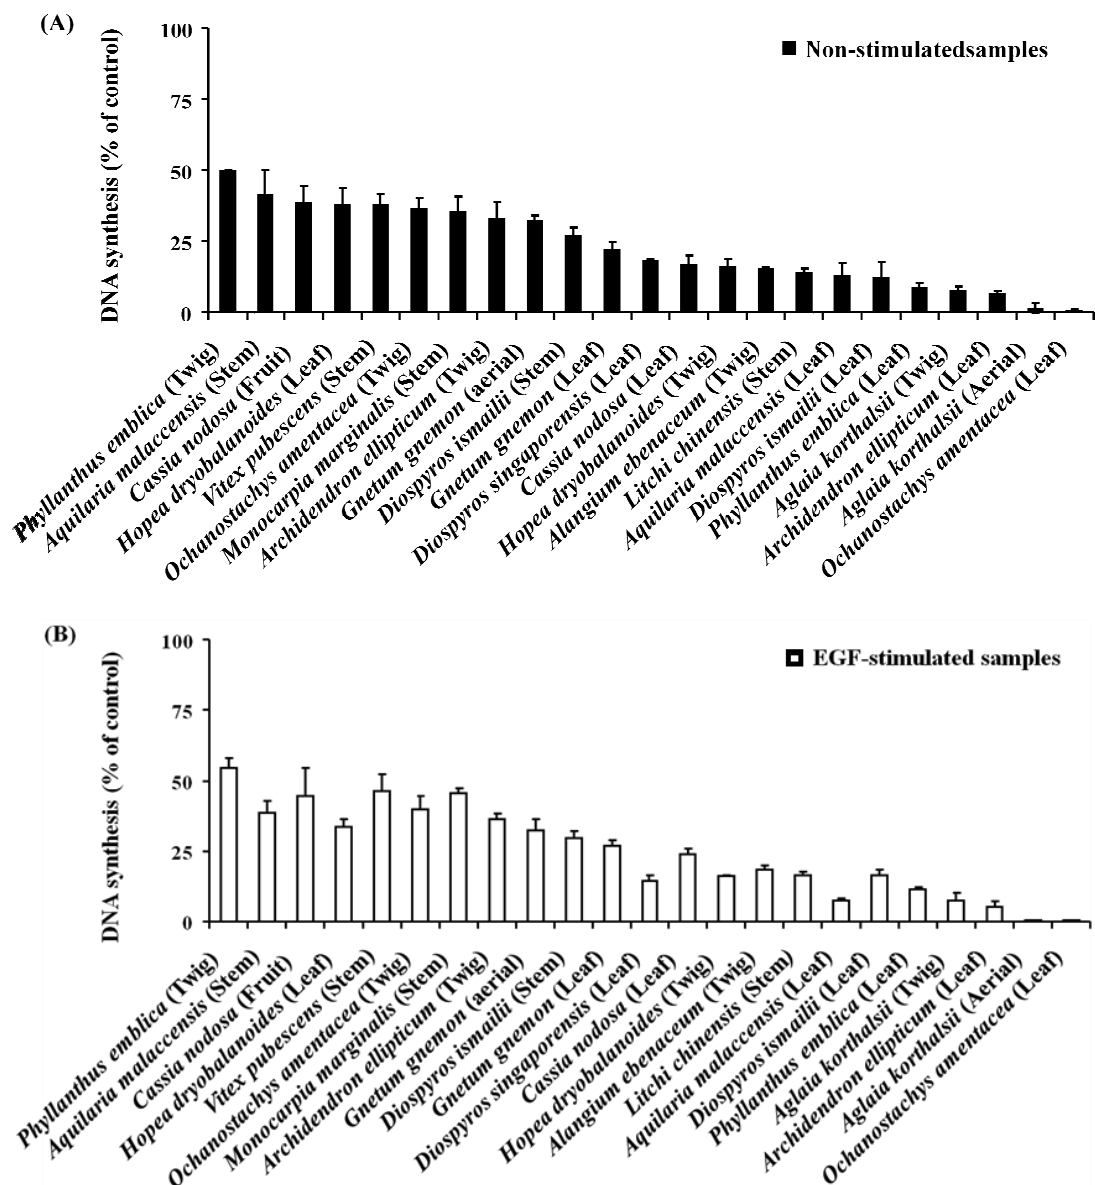 (A)
100
75
50
25
0
DNA synthesis (% of control)
Non-stimulatedsamples
Phyllanthus emblica (Twig)
Aquilaria malaccensis (Stem)
Cassia nodosa (Fruit)
Hopea dryobalanoides (Leaf)
Vitex pubescens (Stem)
Ochanostachys amentacea (Twig)
Monocarpia marginalis (Stem)
Archidendron ellipticum (Twig)
Gnetum gnemon (aerial)
Diospyros ismailii (Stem)
Gnetum gnemon (Leaf)
Diospyros singaporensis (Leaf)
Cassia nodosa (Leaf)
Hopea dryobalanoides (Twig)
Alangium ebenaceum (Twig)
Litchi chinensis (Stem)
Aquilaria malaccensis (Leaf)
Diospyros ismailii (Leaf)
Phyllanthus emblica (Leaf)
Aglaia korthalsii (Twig)
Archidendron ellipticum (Leaf)
Aglaia korthalsii (Aerial)
Ochanostachys amentacea (Leaf)
(B)
100
75
50
25
0
DNA synthesis (% of control)
EGF-stimulated samples
Phyllanthus emblica (Twig)
Aquilaria malaccensis (Stem)
Cassia nodosa (Fruit)
Hopea dryobalanoides (Leaf)
Vitex pubescens (Stem)
Ochanostachys amentacea (Twig)
Monocarpia marginalis (Stem)
Archidendron ellipticum (Twig)
Gnetum gnemon (aerial)
Diospyros ismailii (Stem)
Gnetum gnemon (Leaf)
Diospyros singaporensis (Leaf)
Cassia nodosa (Leaf)
Hopea dryobalanoides (Twig)
Alangium ebenaceum (Twig)
Litchi chinensis (Stem)
Aquilaria malaccensis (Leaf)
Diospyros ismailii (Leaf)
Phyllanthus emblica (Leaf)
Aglaia korthalsii (Twig)
Archidendron ellipticum (Leaf)
Aglaia korthalsii (Aerial)
Ochanostachys amentacea (Leaf)